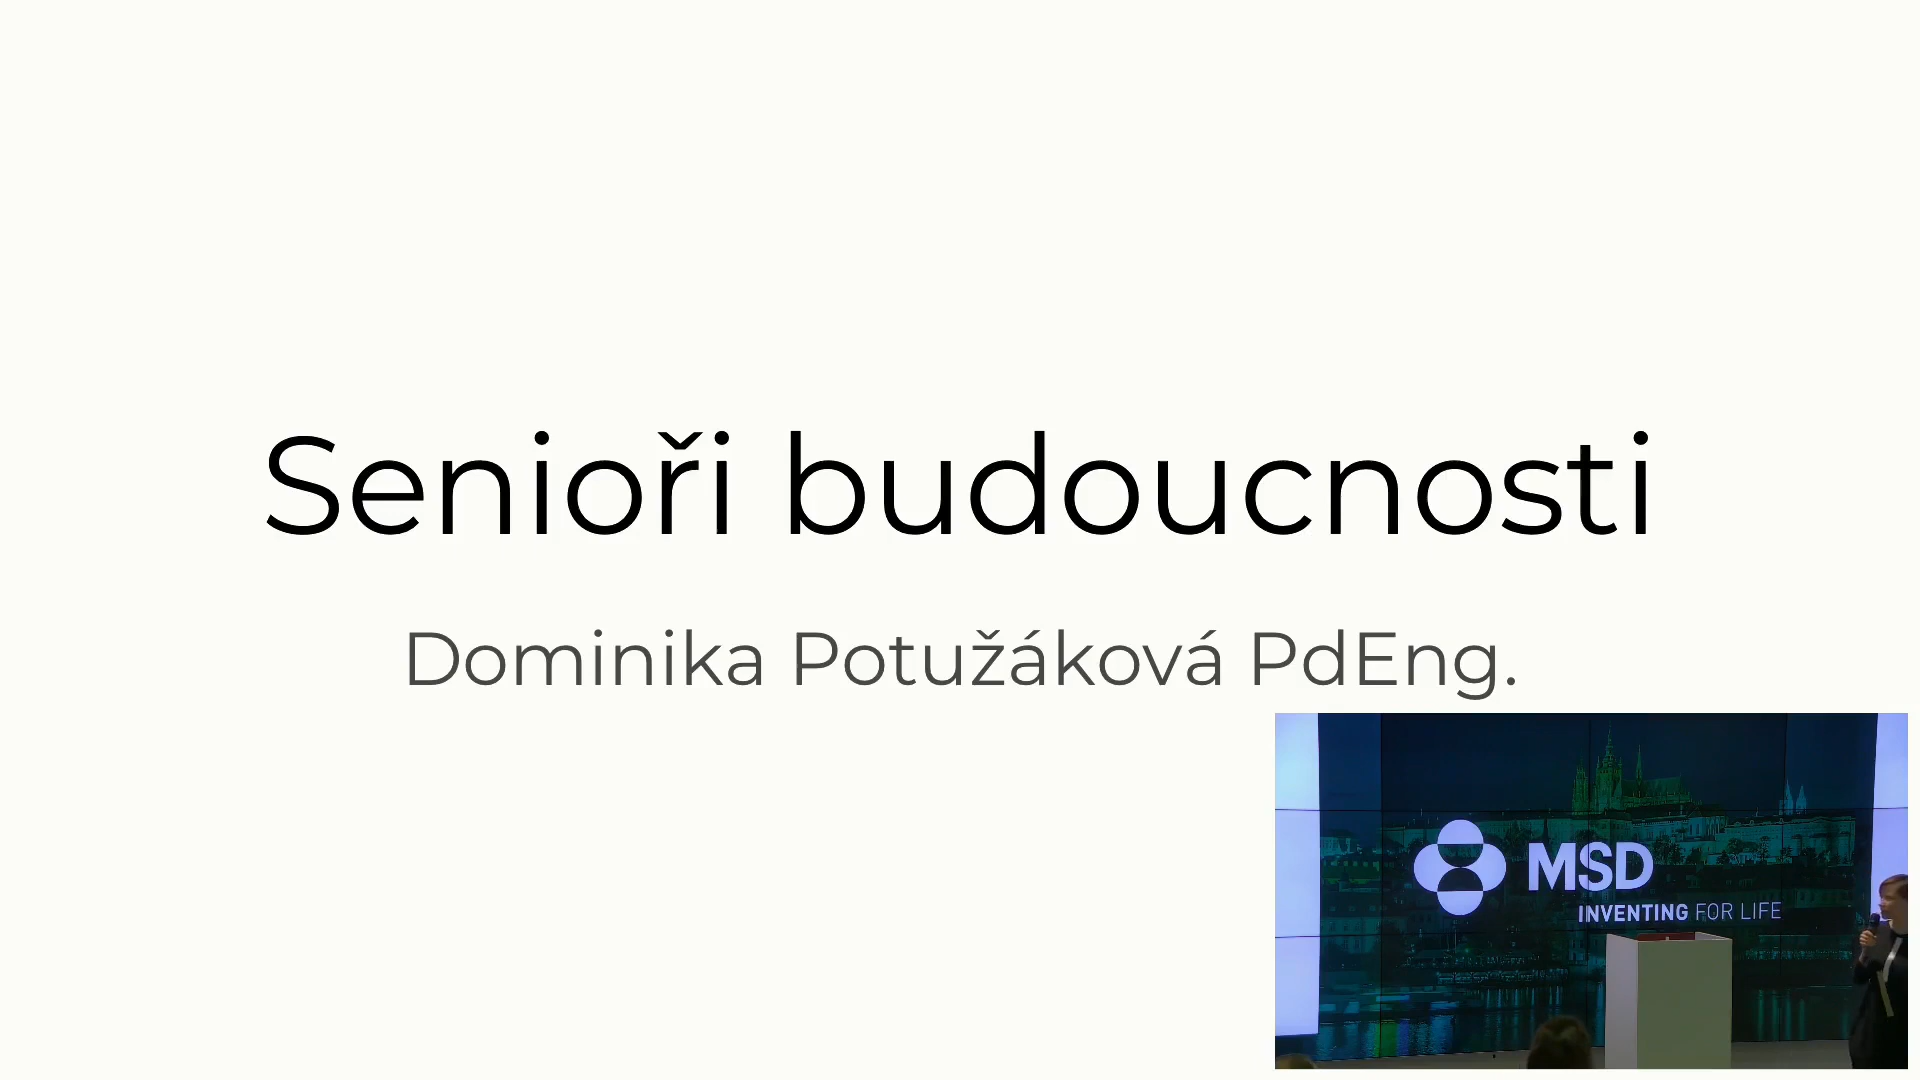 Senioři budoucnosti
Dominika Potužáková PdEng.
MSD
INVENTING FOR LIFE